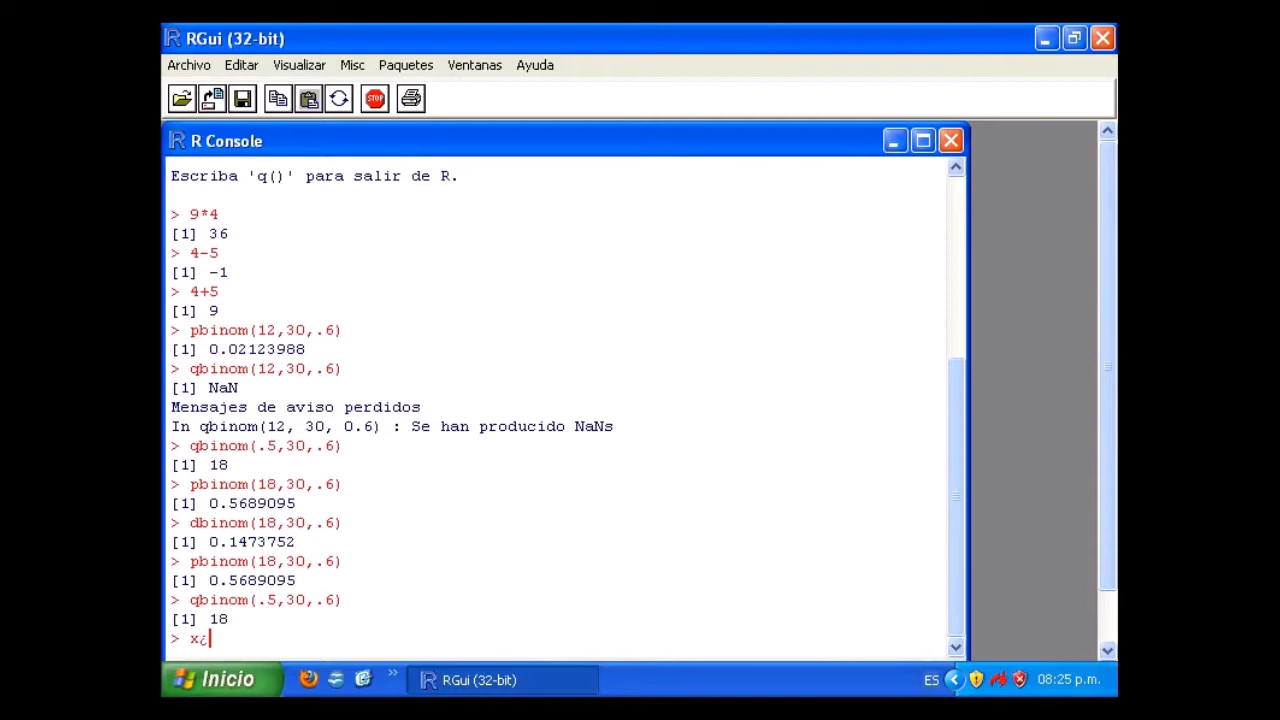 RGui (32-bit)
Archivo Editar Visualizar Misc Paquetes Ventanas Ayuda
STOP
R Console
Escriba 'q()' para salir de R.
> 9*4
[1] 36
> 4-5
[1] -1
> 4+5
[1] 9
> pbinom(12,30,.6)
[1] 0.02123988
> qbinom(12,30,.6)
[1] NaN
Mensajes de aviso perdidos
In qbinom(12, 30, 0.6) : Se han producido NaNs
> qbinom(.5,30,.6)
[1] 18
> pbinom(18,30,.6)
[1] 0.5689095
> dbinom(18,30,.6)
[1] 0.1473752
> pbinom(18,30,.6)
[1] 0.5689095
> qbinom(.5,30,.6)
[1] 18
> x¿
Inicio » RGui (32-bit) ES 08:25 p.m.